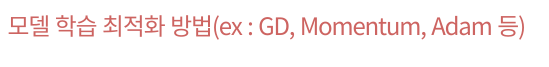 모델 학습 최적화 방법(ex : GD, Momentum, Adam 등)